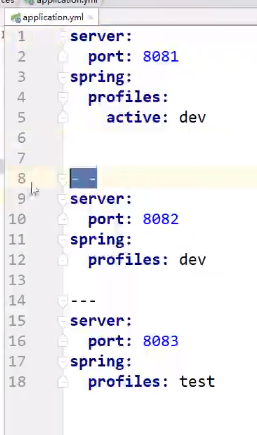 application.yml
application.yml ×
1 server:
2   port: 8081
3 spring:
4   profiles:
5     active: dev
6
7
8 ---
9 server:
10   port: 8082
11 spring:
12   profiles: dev
13
14 ---
15 server:
16   port: 8083
17 spring:
18   profiles: test